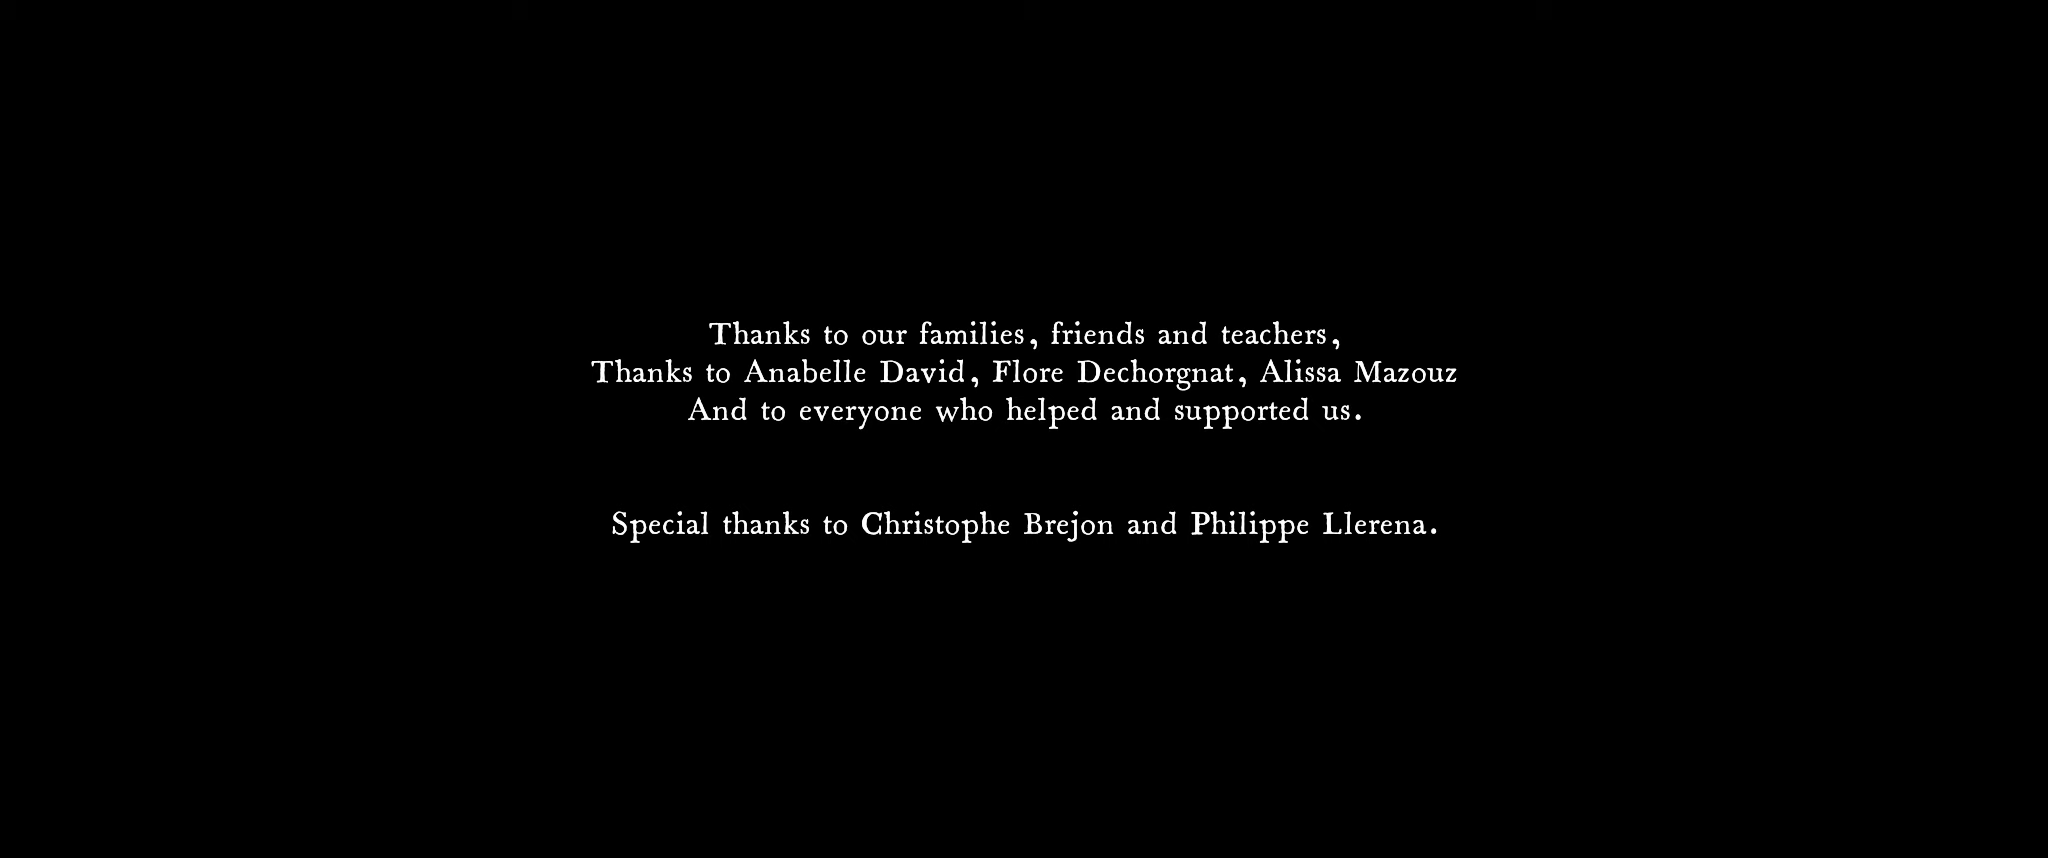 Thanks to our families, friends and teachers,
Thanks to Anabelle David, Flore Dechorgnat, Alissa Mazouz
And to everyone who helped and supported us.
Special thanks to Christophe Brejon and Philippe Llerena.